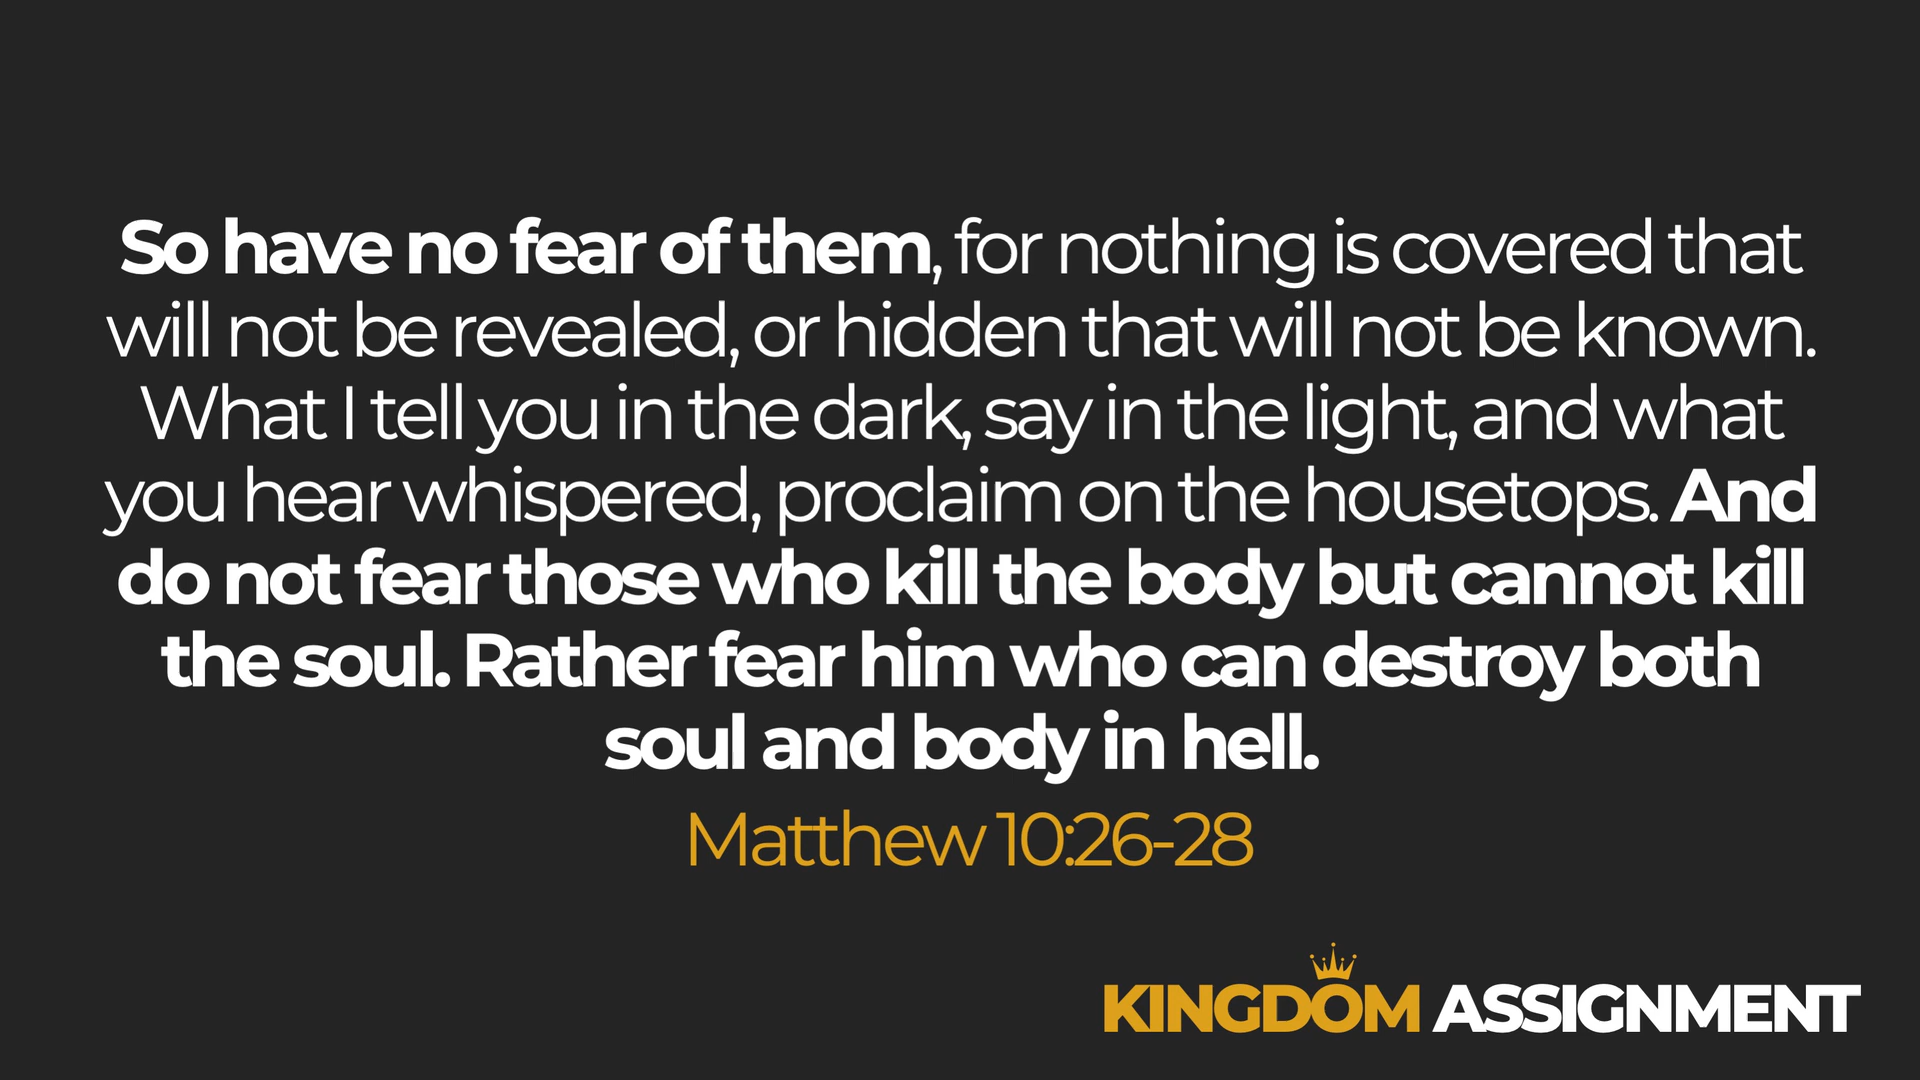 So have no fear of them, for nothing is covered that
will not be revealed, or hidden that will not be known.
What I tell you in the dark, say in the light, and what
you hear whispered, proclaim on the housetops. And
do not fear those who kill the body but cannot kill
the soul. Rather fear him who can destroy both
soul and body in hell.
Matthew 10:26-28
KINGDOM ASSIGNMENT